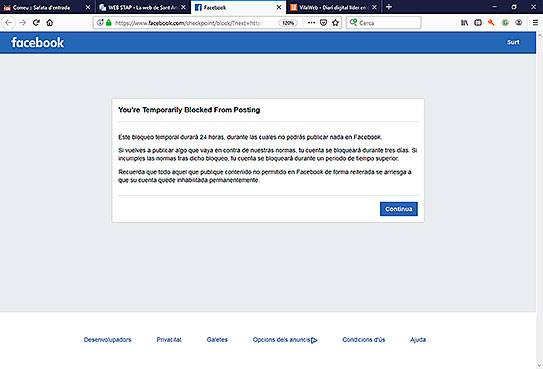 Correu :: Safata d'entrada
WEB STAP - La web de Sant An
Facebook
VilaWeb - Diari digital líder en
https://www.facebook.com/checkpoint/block/?next=http
120%
Cerca
facebook
Surt
You're Temporarily Blocked From Posting
Este bloqueo temporal durará 24 horas, durante las cuales no podrás publicar nada en Facebook.
Si vuelves a publicar algo que vaya en contra de nuestras normas, tu cuenta se bloqueará durante tres días. Si
incumples las normas tras dicho bloqueo, tu cuenta se bloqueará durante un periodo de tiempo superior.
Recuerda que todo aquel que publique contenido no permitido en Facebook de forma reiterada se arriesga a
que su cuenta quede inhabilitada permanentemente.
Continua
Desenvolupadors
Privacitat
Galetes
Opcions dels anuncis
Condicions d'ús
Ajuda